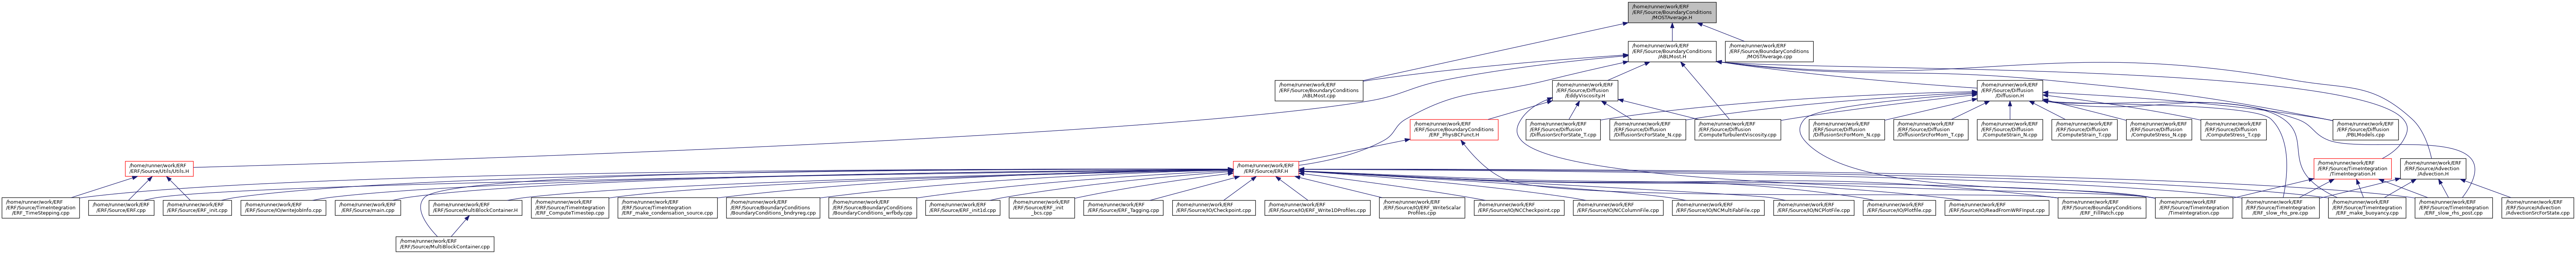 /home/runner/work/ERF
/ERF/Source/BoundaryConditions
/MOSTAverage.H
/home/runner/work/ERF
/ERF/Source/BoundaryConditions
/ABLMost.H
/home/runner/work/ERF
/ERF/Source/BoundaryConditions
/MOSTAverage.cpp
/home/runner/work/ERF
/ERF/Source/BoundaryConditions
/ABLMost.cpp
/home/runner/work/ERF
/ERF/Source/Diffusion
/EddyViscosity.H
/home/runner/work/ERF
/ERF/Source/Diffusion
/Diffusion.H
/home/runner/work/ERF
/ERF/Source/BoundaryConditions
/ERF_PhysBCFunct.H
/home/runner/work/ERF
/ERF/Source/Diffusion
/DiffusionSrcForState_T.cpp
/home/runner/work/ERF
/ERF/Source/Diffusion
/DiffusionSrcForState_N.cpp
/home/runner/work/ERF
/ERF/Source/Diffusion
/ComputeTurbulentViscosity.cpp
/home/runner/work/ERF
/ERF/Source/Diffusion
/DiffusionSrcForMom_N.cpp
/home/runner/work/ERF
/ERF/Source/Diffusion
/DiffusionSrcForMom_T.cpp
/home/runner/work/ERF
/ERF/Source/Diffusion
/ComputeStrain_N.cpp
/home/runner/work/ERF
/ERF/Source/Diffusion
/ComputeStrain_T.cpp
/home/runner/work/ERF
/ERF/Source/Diffusion
/ComputeStress_N.cpp
/home/runner/work/ERF
/ERF/Source/Diffusion
/ComputeStress_T.cpp
/home/runner/work/ERF
/ERF/Source/Diffusion
/PBLModels.cpp
/home/runner/work/ERF
/ERF/Source/Utils/Utils.H
/home/runner/work/ERF
/ERF/Source/ERF.H
/home/runner/work/ERF
/ERF/Source/TimeIntegration
/TimeIntegration.H
/home/runner/work/ERF
/ERF/Source/Advection
/Advection.H
/home/runner/work/ERF
/ERF/Source/TimeIntegration
/ERF_TimeStepping.cpp
/home/runner/work/ERF
/ERF/Source/ERF.cpp
/home/runner/work/ERF
/ERF/Source/ERF_init.cpp
/home/runner/work/ERF
/ERF/Source/IO/writeJobInfo.cpp
/home/runner/work/ERF
/ERF/Source/main.cpp
/home/runner/work/ERF
/ERF/Source/MultiBlockContainer.H
/home/runner/work/ERF
/ERF/Source/TimeIntegration
/ERF_ComputeTimestep.cpp
/home/runner/work/ERF
/ERF/Source/TimeIntegration
/ERF_make_condensation_source.cpp
/home/runner/work/ERF
/ERF/Source/BoundaryConditions
/BoundaryConditions_bndryreg.cpp
/home/runner/work/ERF
/ERF/Source/BoundaryConditions
/BoundaryConditions_wrfbdy.cpp
/home/runner/work/ERF
/ERF/Source/ERF_init1d.cpp
/home/runner/work/ERF
/ERF/Source/ERF_init
_bcs.cpp
/home/runner/work/ERF
/ERF/Source/ERF_Tagging.cpp
/home/runner/work/ERF
/ERF/Source/IO/Checkpoint.cpp
/home/runner/work/ERF
/ERF/Source/IO/ERF_Write1DProfiles.cpp
/home/runner/work/ERF
/ERF/Source/IO/ERF_WriteScalar
Profiles.cpp
/home/runner/work/ERF
/ERF/Source/IO/NCCheckpoint.cpp
/home/runner/work/ERF
/ERF/Source/IO/NCColumnFile.cpp
/home/runner/work/ERF
/ERF/Source/IO/NCMultiFabFile.cpp
/home/runner/work/ERF
/ERF/Source/IO/NCPlotFile.cpp
/home/runner/work/ERF
/ERF/Source/IO/Plotfile.cpp
/home/runner/work/ERF
/ERF/Source/IO/ReadFromWRFInput.cpp
/home/runner/work/ERF
/ERF/Source/BoundaryConditions
/ERF_FillPatch.cpp
/home/runner/work/ERF
/ERF/Source/TimeIntegration
/TimeIntegration.cpp
/home/runner/work/ERF
/ERF/Source/TimeIntegration
/ERF_slow_rhs_pre.cpp
/home/runner/work/ERF
/ERF/Source/TimeIntegration
/ERF_make_buoyancy.cpp
/home/runner/work/ERF
/ERF/Source/TimeIntegration
/ERF_slow_rhs_post.cpp
/home/runner/work/ERF
/ERF/Source/Advection
/AdvectionSrcForState.cpp
/home/runner/work/ERF
/ERF/Source/MultiBlockContainer.cpp